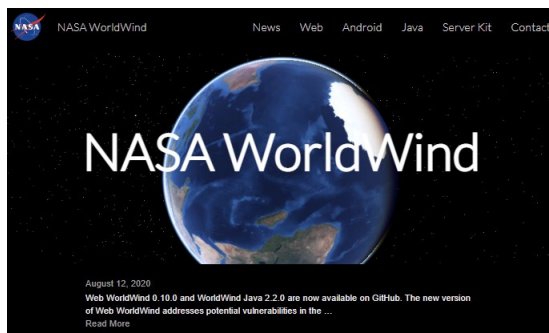 NASA
NASA WorldWind
News Web Android Java Server Kit Contact
NASA WorldWind
August 12, 2020
Web WorldWind 0.10.0 and WorldWind Java 2.2.0 are now available on GitHub. The new version
of Web WorldWind addresses potential vulnerabilities in the ...
Read More